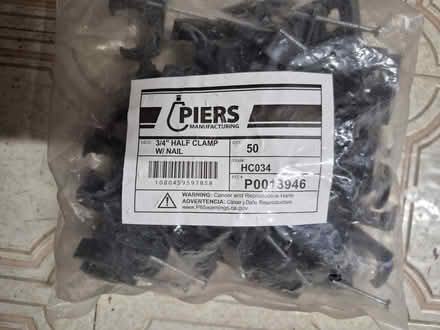 PIERS
MANUFACTURING
3/4" HALF CLAMP
W/ NAIL
50
HC034
P0013946
WARNING: Cancer and Reproductive Harm
ADVERTENCIA: Cáncer y Daño Reproductivo
www.P65warnings.ca.gov